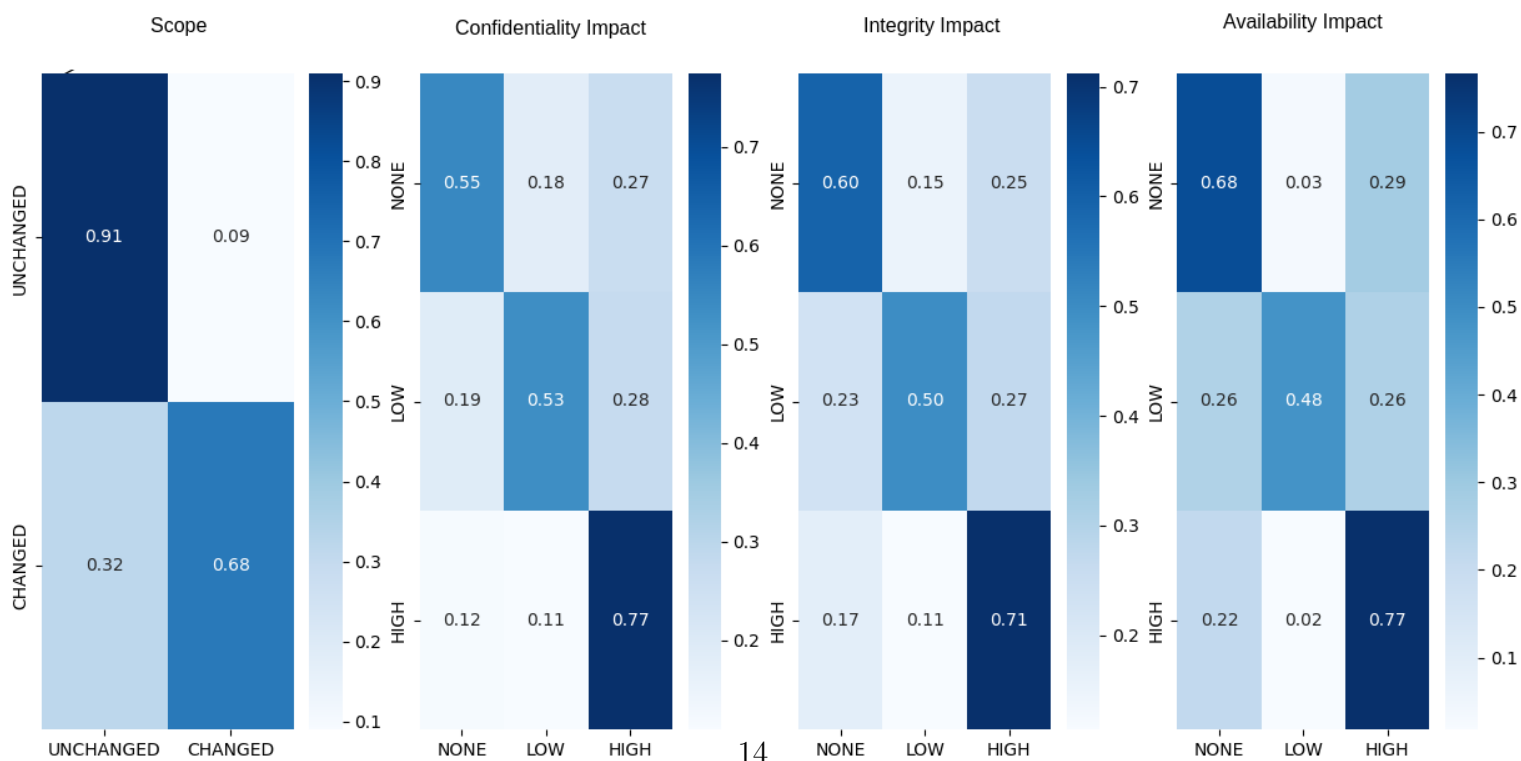 Scope
Confidentiality Impact
Integrity Impact
Availability Impact
UNCHANGED
CHANGED
0.91 0.09
0.32 0.68
UNCHANGED CHANGED
0.9
0.8
0.7
0.6
0.5
0.4
0.3
0.2
0.1
NONE
LOW
HIGH
0.55 0.18 0.27
0.19 0.53 0.28
0.12 0.11 0.77
NONE LOW HIGH
0.7
0.6
0.5
0.4
0.3
0.2
NONE
LOW
HIGH
0.60 0.15 0.25
0.23 0.50 0.27
0.17 0.11 0.71
NONE LOW HIGH
0.7
0.6
0.5
0.4
0.3
0.2
NONE
LOW
HIGH
0.68 0.03 0.29
0.26 0.48 0.26
0.22 0.02 0.77
NONE LOW HIGH
0.7
0.6
0.5
0.4
0.3
0.2
0.1
14